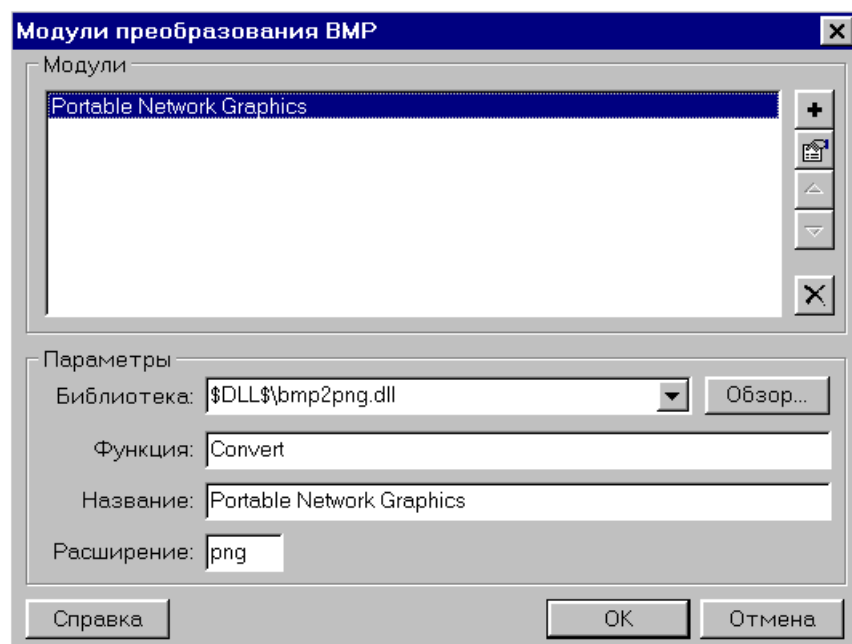 Модули преобразования BMP
Модули
Portable Network Graphics
Параметры
Библиотека: $DLL$\bmp2png.dll Обзор...
Функция: Convert
Название: Portable Network Graphics
Расширение: png
Справка OK Отмена